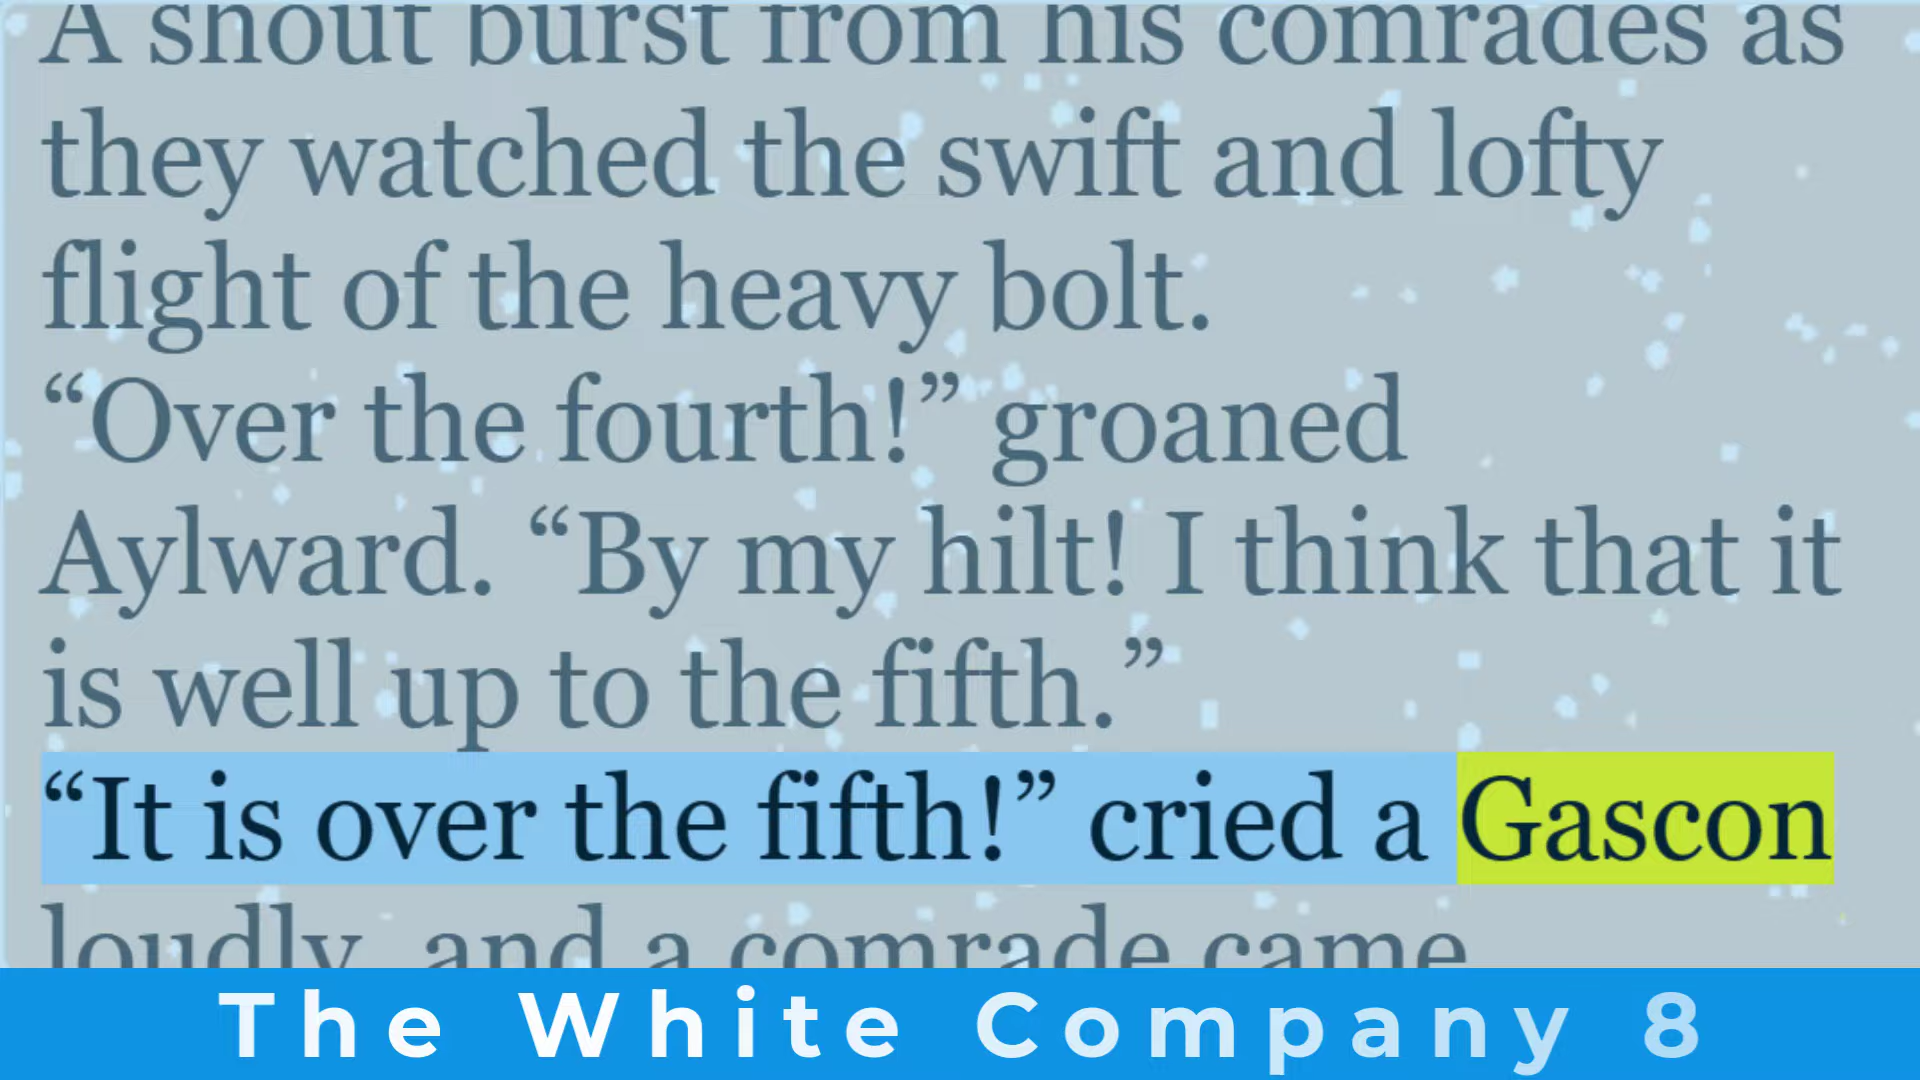 A shout burst from his comrades as
they watched the swift and lofty
flight of the heavy bolt.
“Over the fourth!” groaned
Aylward. “By my hilt! I think that it
is well up to the fifth.”
“It is over the fifth!” cried a Gascon
loudly, and a comrade came
The White Company 8